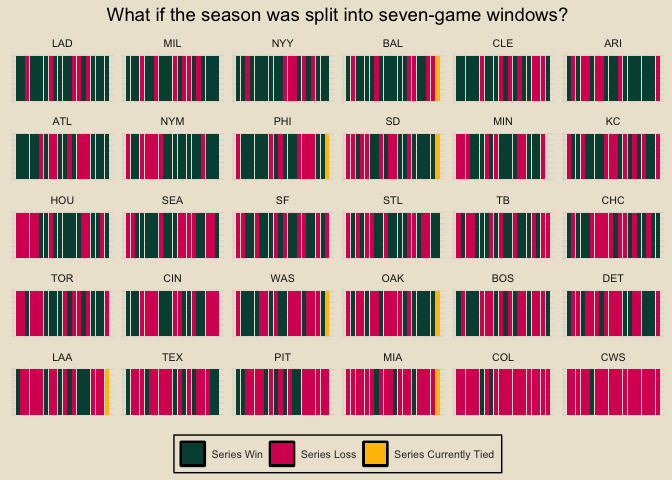 What if the season was split into seven-game windows?
LAD MIL NYY BAL CLE ARI
ATL NYM PHI SD MIN KC
HOU SEA SF STL TB CHC
TOR CIN WAS OAK BOS DET
LAA TEX PIT MIA COL CWS
Series Win Series Loss Series Currently Tied